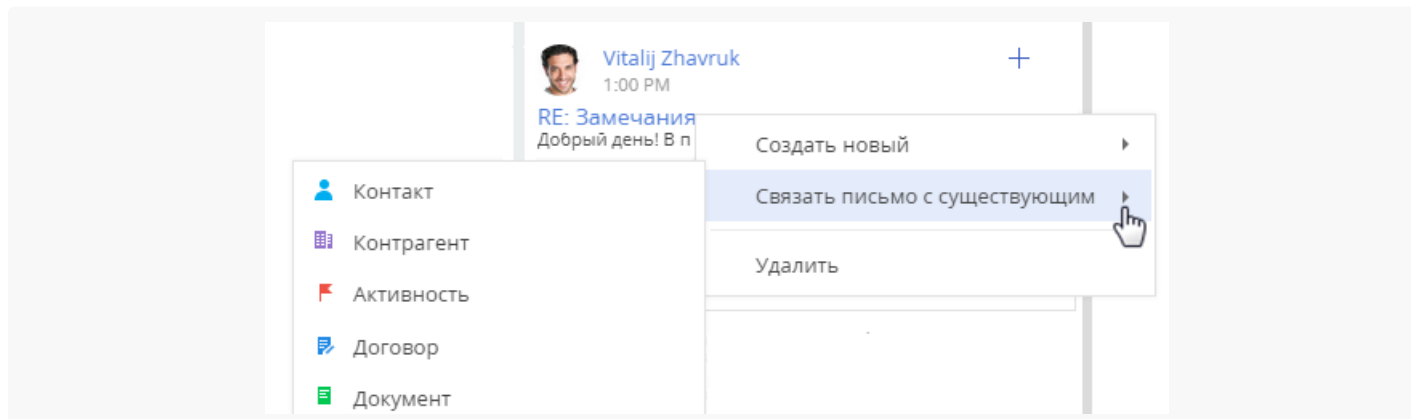 Vitalij Zhavruk
1:00 PM
RE: Замечания
Добрый день! В п
Создать новый
Связать письмо с существующим
Удалить
Контакт
Контрагент
Активность
Договор
Документ